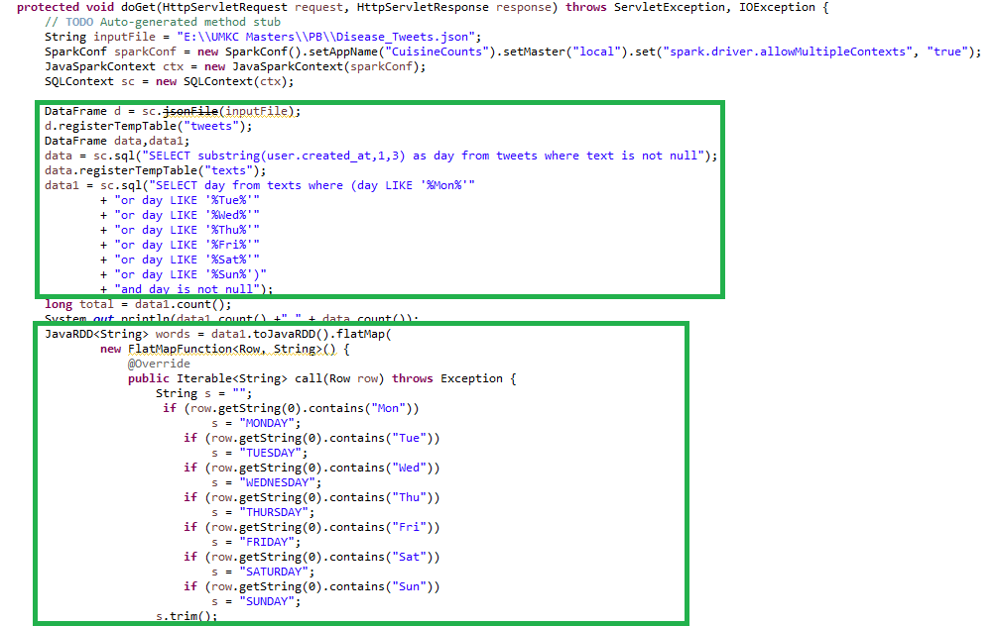 protected void doGet(HttpServletRequest request, HttpServletResponse response) throws ServletException, IOException {
// TODO Auto-generated method stub
String inputFile = "E:\\UMKC Masters\\PB\\Disease_Tweets.json";
SparkConf sparkConf = new SparkConf().setAppName("CuisineCounts").setMaster("local").set("spark.driver.allowMultipleContexts", "true");
JavaSparkContext ctx = new JavaSparkContext(sparkConf);
SQLContext sc = new SQLContext(ctx);
DataFrame d = sc.jsonFile(inputFile);
d.registerTempTable("tweets");
DataFrame data,data1;
data = sc.sql("SELECT substring(user.created_at,1,3) as day from tweets where text is not null");
data.registerTempTable("texts");
data1 = sc.sql("SELECT day from texts where (day LIKE '%Mon%'"
+ "or day LIKE '%Tue%'"
+ "or day LIKE '%Wed%'"
+ "or day LIKE '%Thu%'"
+ "or day LIKE '%Fri%'"
+ "or day LIKE '%Sat%'"
+ "or day LIKE '%Sun%')"
+ "and day is not null");
long total = data1.count();
System.out.println(data1.count() +" " + data.count());
JavaRDD<String> words = data1.toJavaRDD().flatMap(
new FlatMapFunction<Row, String>() {
@Override
public Iterable<String> call(Row row) throws Exception {
String s = "";
if (row.getString(0).contains("Mon"))
s = "MONDAY";
if (row.getString(0).contains("Tue"))
s = "TUESDAY";
if (row.getString(0).contains("Wed"))
s = "WEDNESDAY";
if (row.getString(0).contains("Thu"))
s = "THURSDAY";
if (row.getString(0).contains("Fri"))
s = "FRIDAY";
if (row.getString(0).contains("Sat"))
s = "SATURDAY";
if (row.getString(0).contains("Sun"))
s = "SUNDAY";
s.trim();